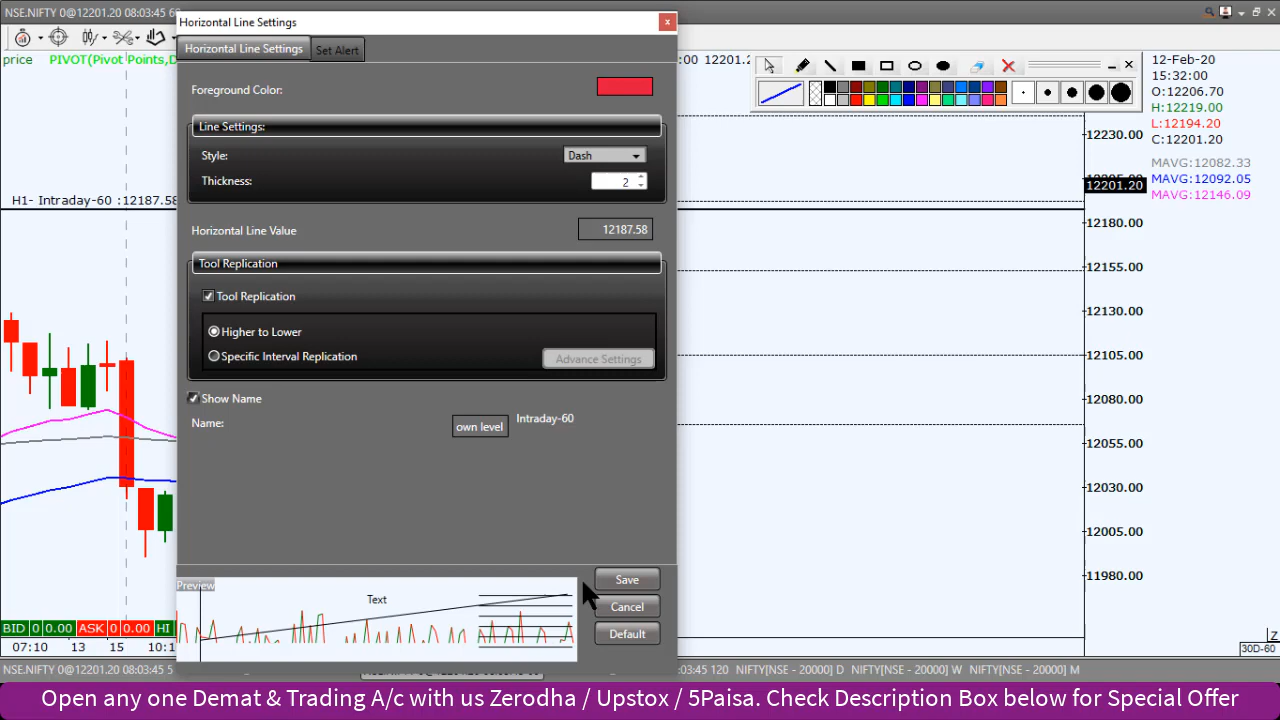 NSE.NIFTY 0@12201.20 08:03:45 60
Horizontal Line Settings
x
Horizontal Line Settings
Set Alert
price
PIVOT(Pivot Points,D
:00 12201.2
12-Feb-20
15:32:00
O:12206.70
H:12219.00
L:12194.20
C:12201.20
MAVG:12082.33
MAVG:12092.05
MAVG:12146.09
Foreground Color:
Line Settings:
Style:
Dash
Thickness:
2
H1- Intraday-60 :12187.58
Horizontal Line Value
12187.58
Tool Replication
Tool Replication
Higher to Lower
Specific Interval Replication
Advance Settings
Show Name
Name:
own level
Intraday-60
12230.00
12201.20
12180.00
12155.00
12130.00
12105.00
12080.00
12055.00
12030.00
12005.00
11980.00
Preview
Text
Save
Cancel
Default
BID 0 0.00 ASK 0 0.00 HI
07:10 13 15 10:1
Z
30D-60
NSE.NIFTY 0@12201.20 08:03:45 5
03:45 120
NIFTY[NSE - 20000] D
NIFTY[NSE - 20000] W
NIFTY[NSE - 20000] M
Open any one Demat & Trading A/c with us Zerodha / Upstox / 5Paisa. Check Description Box below for Special Offer